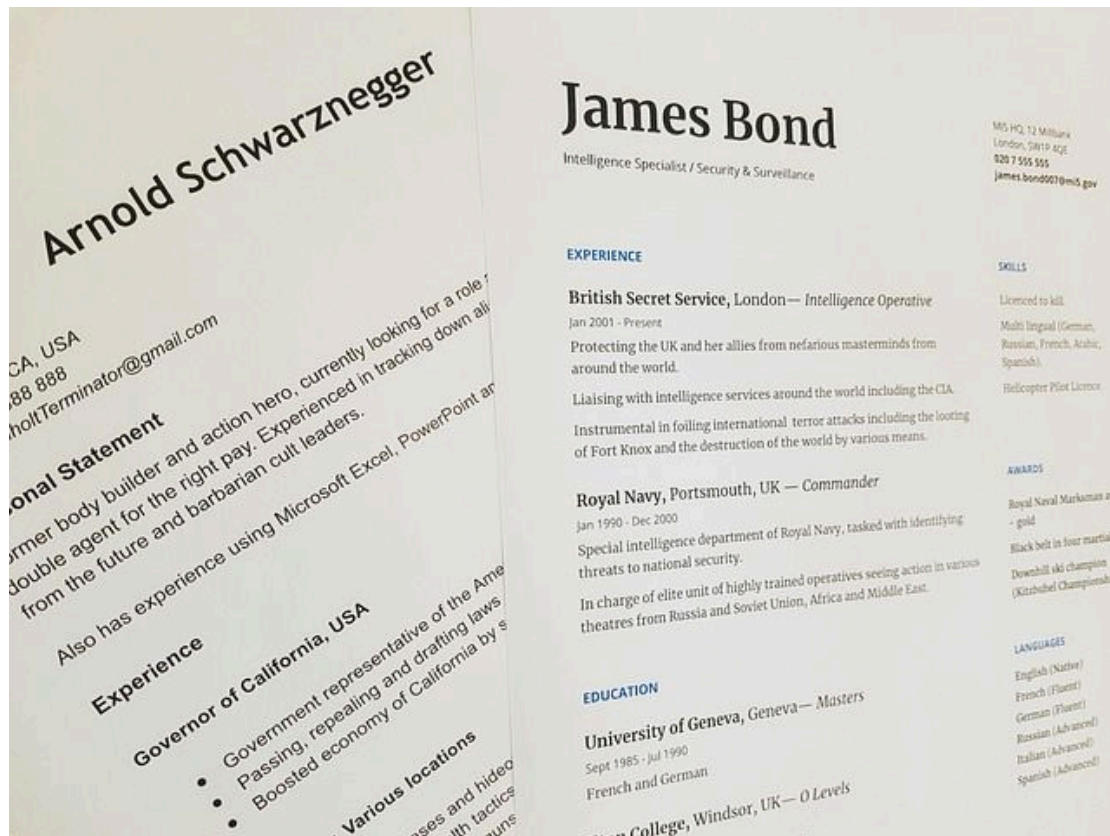 Arnold Schwarznegger
CA, USA
88 888
holtTerminator@gmail.com
onal Statement
ormer body builder and action hero, currently looking for a role
double agent for the right pay. Experienced in tracking down ali
from the future and barbarian cult leaders.
Also has experience using Microsoft Excel, PowerPoint an
Experience
Governor of California, USA
• Government representative of the Ame
• Passing, repealing and drafting laws
• Boosted economy of California by s
Various locations
ses and hideo
th tactics
guns
James Bond
Intelligence Specialist / Security & Surveillance
EXPERIENCE
British Secret Service, London— Intelligence Operative
Jan 2001 - Present
Protecting the UK and her allies from nefarious masterminds from
around the world.
Liaising with intelligence services around the world including the CIA
Instrumental in foiling international terror attacks including the looting
of Fort Knox and the destruction of the world by various means.
Royal Navy, Portsmouth, UK — Commander
Jan 1990 - Dec 2000
Special intelligence department of Royal Navy, tasked with identifying
threats to national security.
In charge of elite unit of highly trained operatives seeing action in various
theatres from Russia and Soviet Union, Africa and Middle East.
EDUCATION
University of Geneva, Geneva— Masters
Sept 1985 - Jul 1990
French and German
College, Windsor, UK— O Levels
MI5 HQ, 12 Millbank
London, SW1P 4QE
020 7 555 555
james.bond007@mi5.gov
SKILLS
Licenced to kill
Multi lingual (German,
Russian, French, Arabic,
Spanish).
Helicopter Pilot Licence
AWARDS
Royal Naval Marksman a
- gold
Black belt in four martia
Downhill ski champion
(Kitzbuhel Championsh
LANGUAGES
English (Native)
French (Fluent)
German (Fluent)
Russian (Advanced)
Italian (Advanced)
Spanish (Advanced)